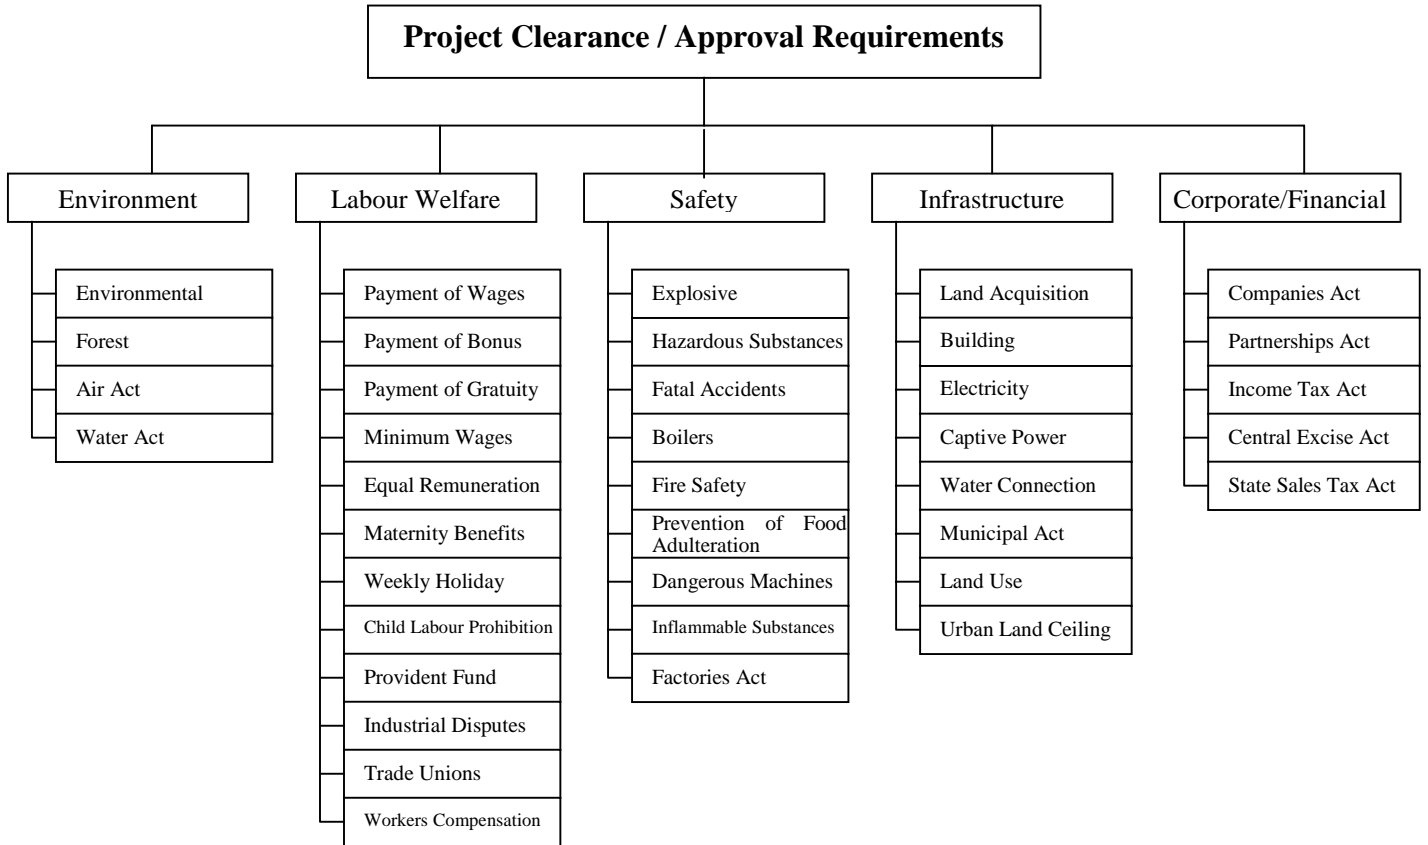 Project Clearance / Approval Requirements
Environment
Labour Welfare
Safety
Infrastructure
Corporate/Financial
Environmental
Forest
Air Act
Water Act
Payment of Wages
Payment of Bonus
Payment of Gratuity
Minimum Wages
Equal Remuneration
Maternity Benefits
Weekly Holiday
Child Labour Prohibition
Provident Fund
Industrial Disputes
Trade Unions
Workers Compensation
Explosive
Hazardous Substances
Fatal Accidents
Boilers
Fire Safety
Prevention of Food
Adulteration
Dangerous Machines
Inflammable Substances
Factories Act
Land Acquisition
Building
Electricity
Captive Power
Water Connection
Municipal Act
Land Use
Urban Land Ceiling
Companies Act
Partnerships Act
Income Tax Act
Central Excise Act
State Sales Tax Act